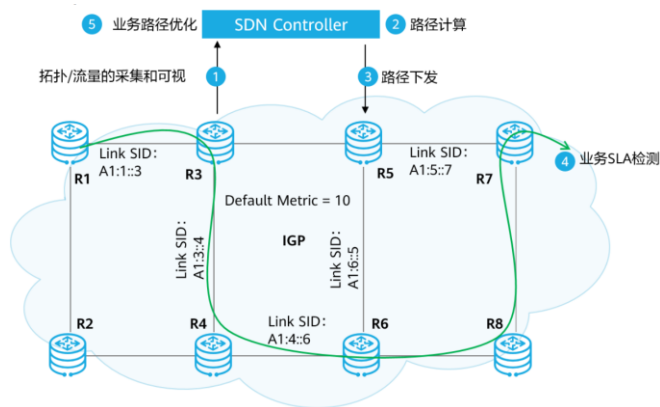 5 业务路径优化
SDN Controller
2 路径计算
拓扑/流量的采集和可视
1
3 路径下发
Link SID:
A1:1::3
R1
R3
R5
Link SID:
A1:5::7
R7
4 业务SLA检测
Default Metric = 10
IGP
Link SID:
A1:3::4
Link SID:
A1:6::5
R2
R4
Link SID:
A1:4::6
R6
R8